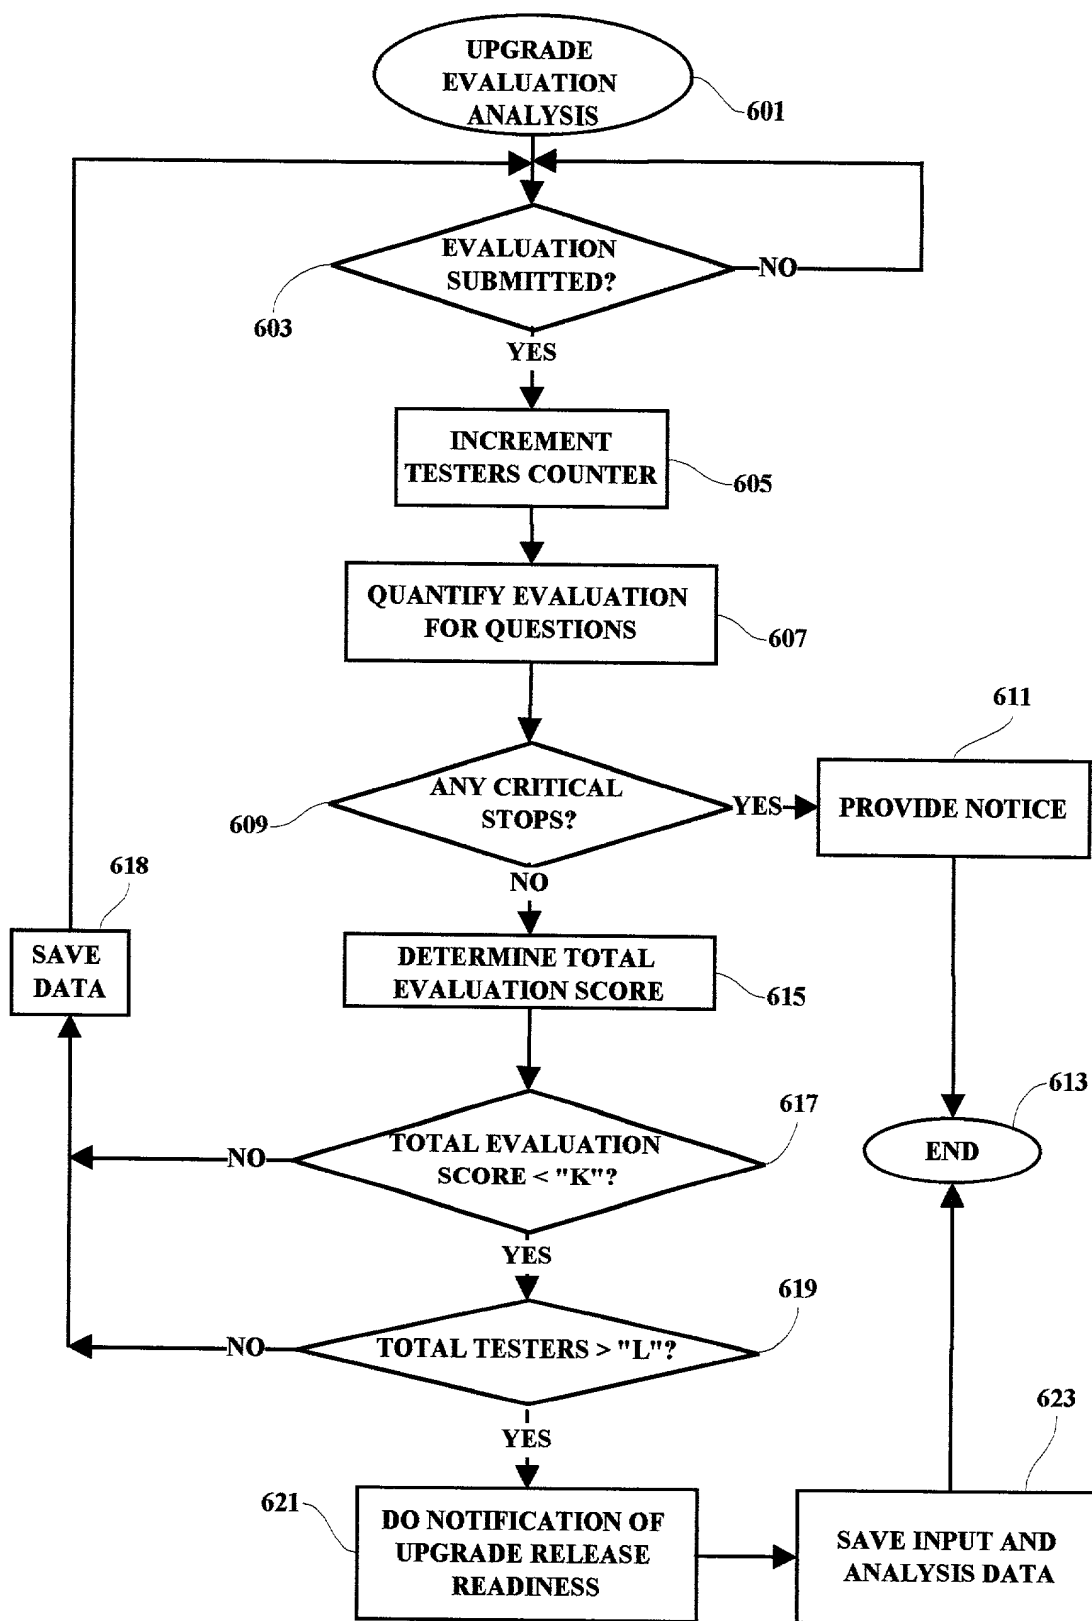 UPGRADE
EVALUATION
ANALYSIS
601
EVALUATION
SUBMITTED?
NO
603
YES
INCREMENT
TESTERS COUNTER
605
QUANTIFY EVALUATION
FOR QUESTIONS
607
611
ANY CRITICAL
STOPS?
YES
PROVIDE NOTICE
609
NO
618
SAVE
DATA
DETERMINE TOTAL
EVALUATION SCORE
615
617
613
TOTAL EVALUATION
SCORE < "K"?
NO
END
YES
619
NO
TOTAL TESTERS > "L"?
YES
623
621
DO NOTIFICATION OF
UPGRADE RELEASE
READINESS
SAVE INPUT AND
ANALYSIS DATA